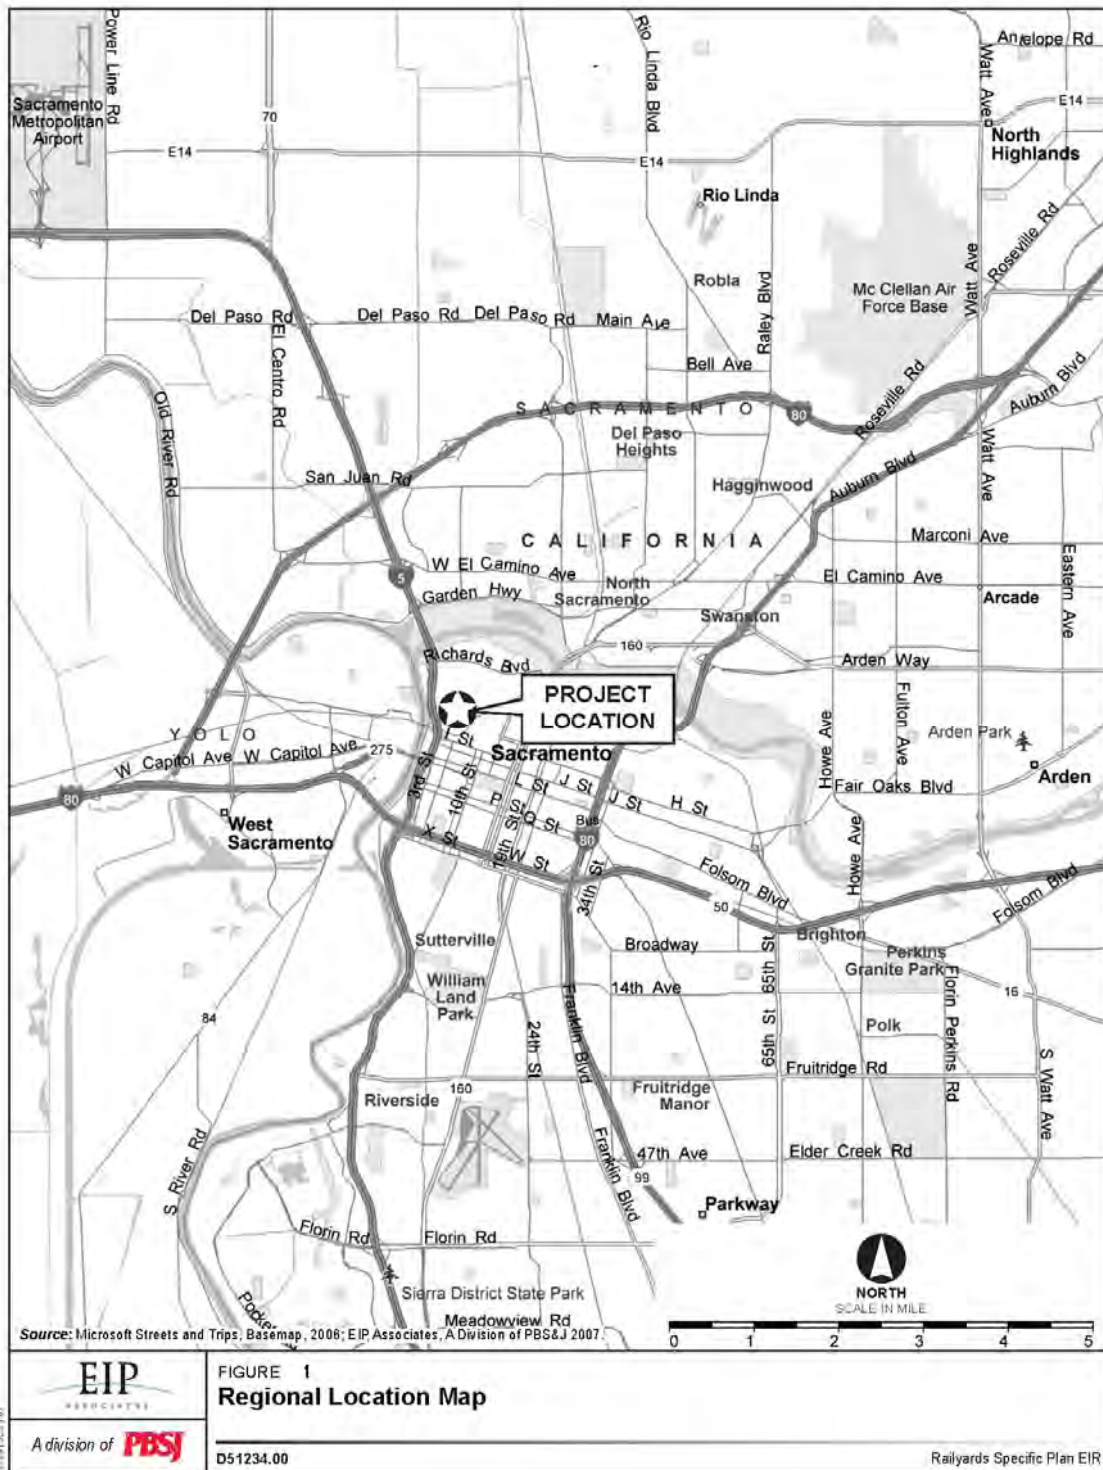 Power Line Rd
Rio Linda Blvd
Watt Ave
Antelope Rd
Sacramento
Metropolitan
Airport
70
E14
North
Highlands
E14
E14
Rio Linda
Roseville Rd
Watt Ave
Robla
Raley Blvd
Mc Clellan Air
Force Base
Del Paso Rd
Del Paso Rd
Del Paso Rd
Main Ave
El Centro Rd
Bell Ave
Roseville Rd
Auburn Blvd
Old River Rd
SACRAMENTO
80
Del Paso
Heights
Watt Ave
San Juan Rd
Hagginwood
Auburn Blvd
CALIFORNIA
Marconi Ave
Eastern Ave
5
W El Camino Ave
El Camino Ave
Garden Hwy
North
Sacramento
Swanston
Arcade
160
Richards Blvd
Arden Way
PROJECT
LOCATION
Howe Ave
Fulton Ave
Arden Park
YOLO
W Capitol Ave
W Capitol Ave
275
I St
Sacramento
Arden
3rd St
10th St
L St
J St
J St
H St
Fair Oaks Blvd
80
West
Sacramento
P St
Q St
Bus
80
X St
19th St
W St
34th St
Folsom Blvd
Howe Ave
Folsom Blvd
50
Sutterville
Broadway
65th St
Brighton
Perkins
Granite Park
William
Land
Park
14th Ave
16
84
24th St
Franklin Blvd
65th St
Polk
Florin Perkins Rd
S Watt Ave
Fruitridge Rd
160
Riverside
Fruitridge
Manor
S River Rd
Franklin Blvd
47th Ave
Elder Creek Rd
99
Parkway
Florin Rd
Florin Rd
Sierra District State Park
Meadowview Rd
NORTH
SCALE IN MILE
0 1 2 3 4 5
Source: Microsoft Streets and Trips, Basemap, 2006; EIP Associates, A Division of PBS&J 2007.
EIP
ASSOCIATES
A division of PBSJ
FIGURE 1
Regional Location Map
D51234.00
Railyards Specific Plan EIR